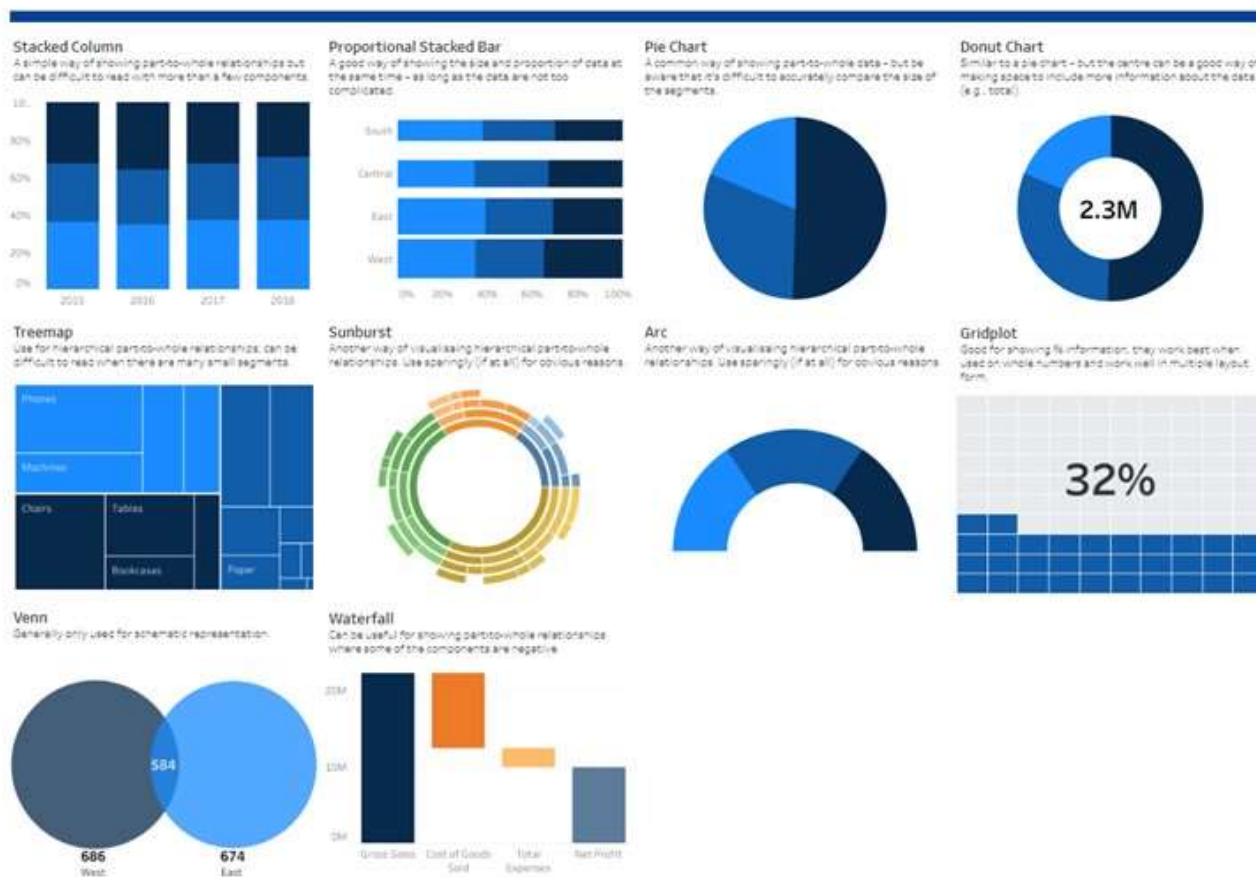 Stacked Column
A simple way of showing part-to-whole relationships but
can be difficult to read with more than a few components.
10..
80%
60%
40%
20%
0%
2015
2016
2017
2018
Proportional Stacked Bar
A good way of showing the size and proportion of data at
the same time – as long as the data are not too
complicated.
South
Central
East
West
0%
20%
40%
60%
80%
100%
Pie Chart
A common way of showing part-to-whole data – but be
aware that it's difficult to accurately compare the size of
the segments.
Donut Chart
Similar to a pie chart – but the centre can be a good way of
making space to include more information about the data
(e.g., total)
2.3M
Treemap
Use for hierarchical part-to-whole relationships; can be
difficult to read when there are many small segments.
Phones
Machines
Chairs
Tables
Bookcases
Paper
Sunburst
Another way of visualising hierarchical part-to-whole
relationships. Use sparingly (if at all) for obvious reasons.
Arc
Another way of visualising hierarchical part-to-whole
relationships. Use sparingly (if at all) for obvious reasons.
Gridplot
Good for showing % information, they work best when
used on whole numbers and work well in multiple layout
form.
32%
Venn
Generally only used for schematic representation.
584
686
West
674
East
Waterfall
Can be useful for showing part-to-whole relationships
where some of the components are negative.
20M
10M
0M
Gross Sales
Cost of Goods
Sold
Total
Expenses
Net Profit